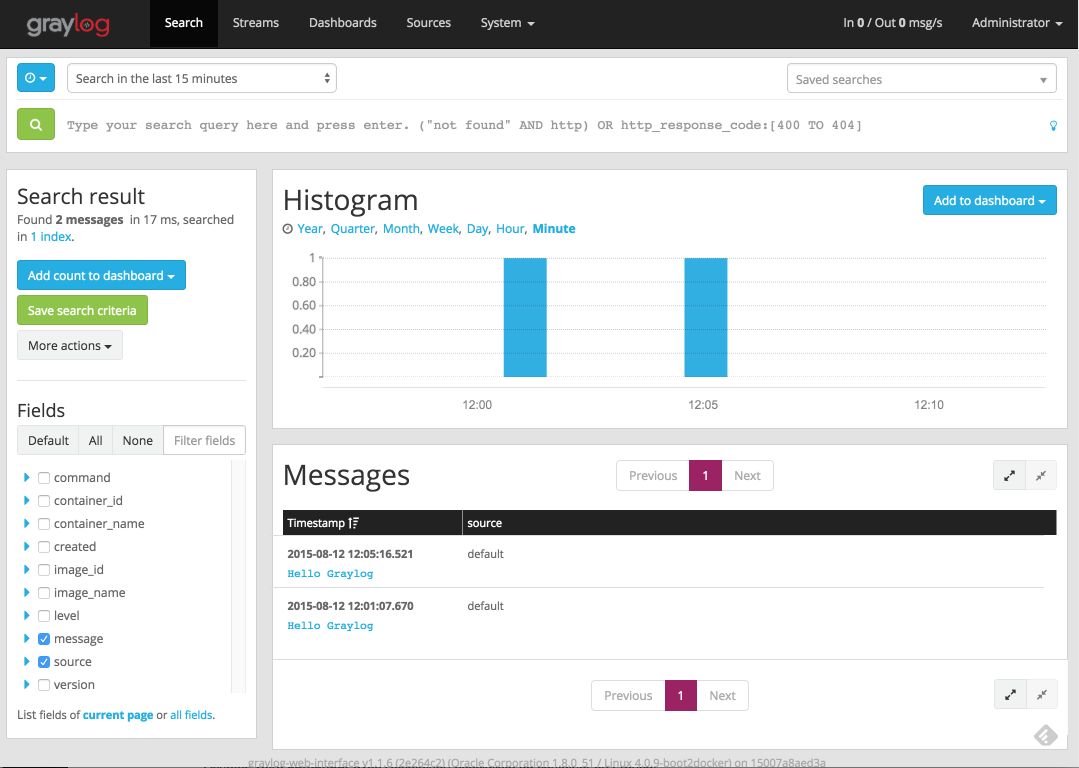 graylog
Search Streams Dashboards Sources System In 0 / Out 0 msg/s Administrator
Search in the last 15 minutes Saved searches
Type your search query here and press enter. ("not found" AND http) OR http_response_code:[400 TO 404]
Search result
Found 2 messages in 17 ms, searched
in 1 index.
Add count to dashboard
Save search criteria
More actions
Fields
Default All None Filter fields
command
container_id
container_name
created
image_id
image_name
level
message
source
version
List fields of current page or all fields.
Histogram
Add to dashboard
Year, Quarter, Month, Week, Day, Hour, Minute
1
0.80
0.60
0.40
0.20
12:00 12:05 12:10
Messages
Previous 1 Next
Timestamp source
2015-08-12 12:05:16.521 default
Hello Graylog
2015-08-12 12:01:07.670 default
Hello Graylog
Previous 1 Next
graylog-web-interface v1.1.6 (2e264c2) (Oracle Corporation 1.8.0_51 / Linux 4.0.9-boot2docker) on 15007a8aed3a